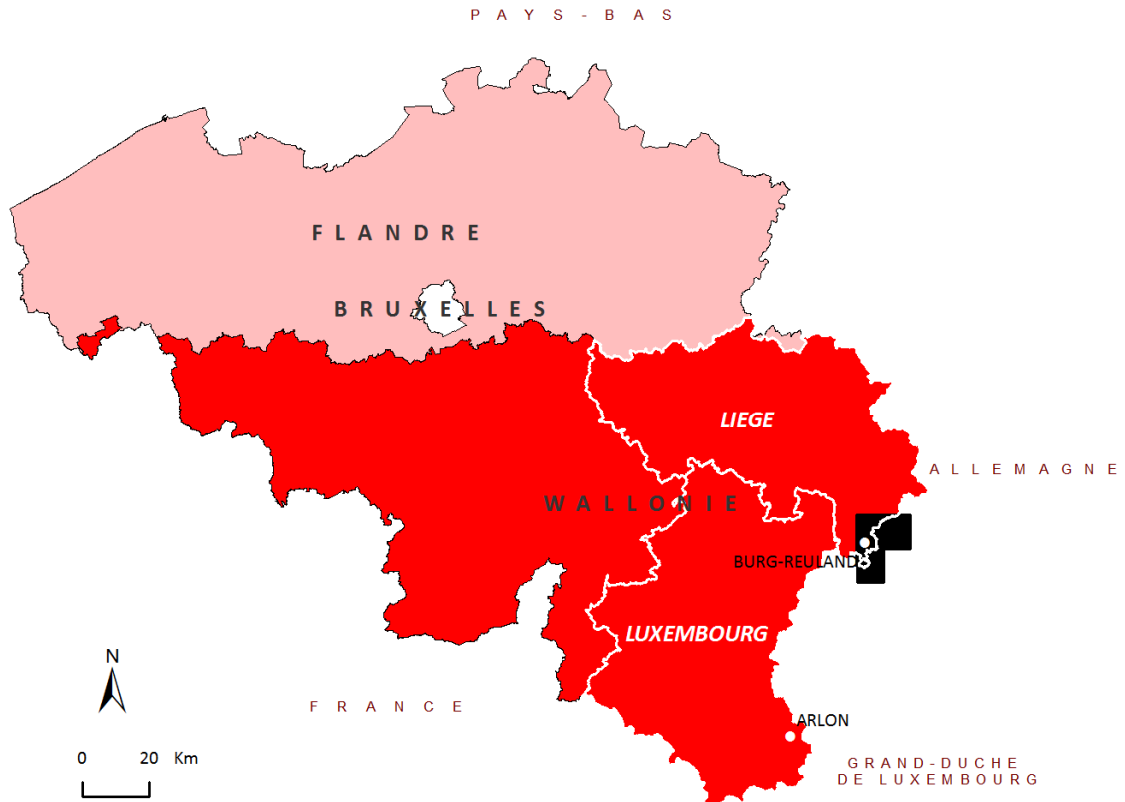 PAYS-BAS
FLANDRE
BRUXELLES
LIEGE
ALLEMAGNE
WALLONIE
BURG-REULAND
LUXEMBOURG
N
FRANCE
ARLON
0 20 Km
GRAND-DUCHE
DE LUXEMBOURG